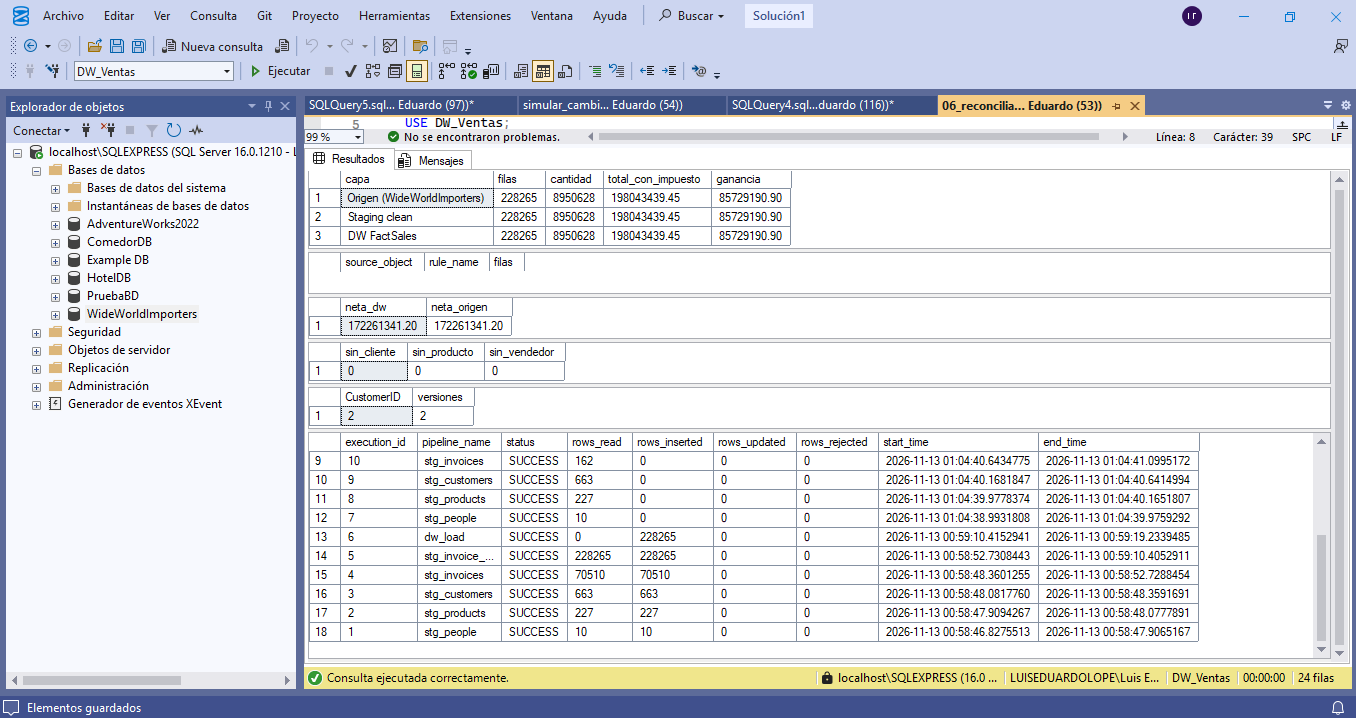 Archivo Editar Ver Consulta Git Proyecto Herramientas Extensiones Ventana Ayuda Buscar Solución1
Nueva consulta
DW_Ventas Ejecutar
Explorador de objetos
Conectar
localhost\SQLEXPRESS (SQL Server 16.0.1210 - L
Bases de datos
Bases de datos del sistema
Instantáneas de bases de datos
AdventureWorks2022
ComedorDB
Example DB
HotelDB
PruebaBD
WideWorldImporters
Seguridad
Objetos de servidor
Replicación
Administración
Generador de eventos XEvent
SQLQuery5.sql... Eduardo (97))* simular_cambi... Eduardo (54)) SQLQuery4.sql...duardo (116))* 06_reconcilia... Eduardo (53))
5 USE DW_Ventas;
99 % No se encontraron problemas. Línea: 8 Carácter: 39 SPC LF
Resultados Mensajes
capa filas cantidad total_con_impuesto ganancia
1 Origen (WideWorldImporters) 228265 8950628 198043439.45 85729190.90
2 Staging clean 228265 8950628 198043439.45 85729190.90
3 DW FactSales 228265 8950628 198043439.45 85729190.90
source_object rule_name filas
neta_dw neta_origen
1 172261341.20 172261341.20
sin_cliente sin_producto sin_vendedor
1 0 0 0
CustomerID versiones
1 2 2
execution_id pipeline_name status rows_read rows_inserted rows_updated rows_rejected start_time end_time
9 10 stg_invoices SUCCESS 162 0 0 0 2026-11-13 01:04:40.6434775 2026-11-13 01:04:41.0995172
10 9 stg_customers SUCCESS 663 0 0 0 2026-11-13 01:04:40.1681847 2026-11-13 01:04:40.6414994
11 8 stg_products SUCCESS 227 0 0 0 2026-11-13 01:04:39.9778374 2026-11-13 01:04:40.1651807
12 7 stg_people SUCCESS 10 0 0 0 2026-11-13 01:04:38.9931808 2026-11-13 01:04:39.9759292
13 6 dw_load SUCCESS 0 228265 0 0 2026-11-13 00:59:10.4152941 2026-11-13 00:59:19.2339485
14 5 stg_invoice_... SUCCESS 228265 228265 0 0 2026-11-13 00:58:52.7308443 2026-11-13 00:59:10.4052911
15 4 stg_invoices SUCCESS 70510 70510 0 0 2026-11-13 00:58:48.3601255 2026-11-13 00:58:52.7288454
16 3 stg_customers SUCCESS 663 663 0 0 2026-11-13 00:58:48.0817760 2026-11-13 00:58:48.3591691
17 2 stg_products SUCCESS 227 227 0 0 2026-11-13 00:58:47.9094267 2026-11-13 00:58:48.0777891
18 1 stg_people SUCCESS 10 10 0 0 2026-11-13 00:58:46.8275513 2026-11-13 00:58:47.9065167
Consulta ejecutada correctamente. localhost\SQLEXPRESS (16.0 ... LUISEDUARDOLOPE\Luis E... DW_Ventas 00:00:00 24 filas
Elementos guardados